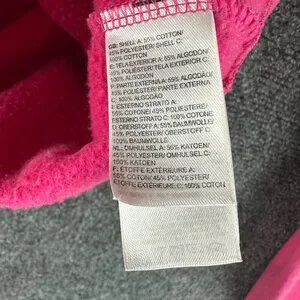 GB: SHELL A: 55% COTTON/
45% POLYESTER/ SHELL C:
100% COTTON
E: TELA EXTERIOR A: 55% ALGODÓN/
45% POLIÉSTER/ TELA EXTERIOR C:
100% ALGODÓN
P: PARTE EXTERNA A: 55% ALGODÃO/
45% POLIÉSTER/ PARTE EXTERNA
C: 100% ALGODÃO
I: ESTERNO STRATO A:
55% COTONE/ 45% POLIESTERE/
ESTERNO STRATO C: 100% COTONE
D: OBERSTOFF A: 55% BAUMWOLLE/
45% POLYESTER/ OBERSTOFF C:
100% BAUMWOLLE
NL: OMHULSEL A: 55% KATOEN/
45% POLYESTER/ OMHULSEL C:
100% KATOEN
F: ÉTOFFE EXTÉRIEURE A:
55% COTON/ 45% POLYESTER/
ÉTOFFE EXTÉRIEURE C: 100% COTON